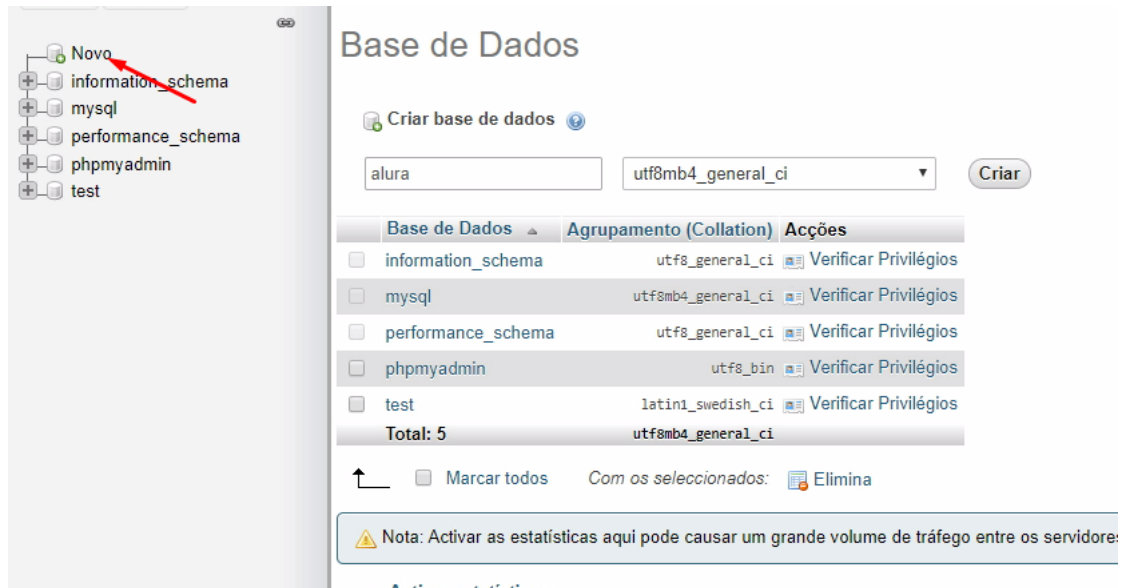 Novo
information_schema
mysql
performance_schema
phpmyadmin
test
Base de Dados
Criar base de dados
alura utf8mb4_general_ci Criar
Base de Dados Agrupamento (Collation) Acções
information_schema utf8_general_ci Verificar Privilégios
mysql utf8mb4_general_ci Verificar Privilégios
performance_schema utf8_general_ci Verificar Privilégios
phpmyadmin utf8_bin Verificar Privilégios
test latin1_swedish_ci Verificar Privilégios
Total: 5 utf8mb4_general_ci
Marcar todos Com os seleccionados: Elimina
Nota: Activar as estatísticas aqui pode causar um grande volume de tráfego entre os servidores